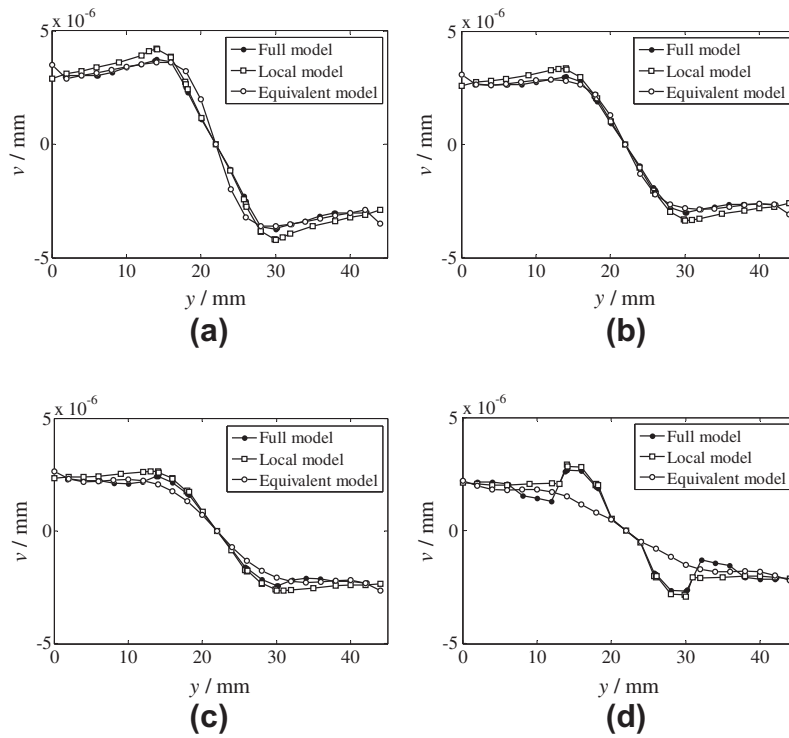 x 10⁻⁶
5
0
-5
v / mm
Full model
Local model
Equivalent model
0 10 20 30 40
y / mm
(a)
x 10⁻⁶
5
0
-5
v / mm
Full model
Local model
Equivalent model
0 10 20 30 40
y / mm
(b)
x 10⁻⁶
5
0
-5
v / mm
Full model
Local model
Equivalent model
0 10 20 30 40
y / mm
(c)
x 10⁻⁶
5
0
-5
v / mm
Full model
Local model
Equivalent model
0 10 20 30 40
y / mm
(d)